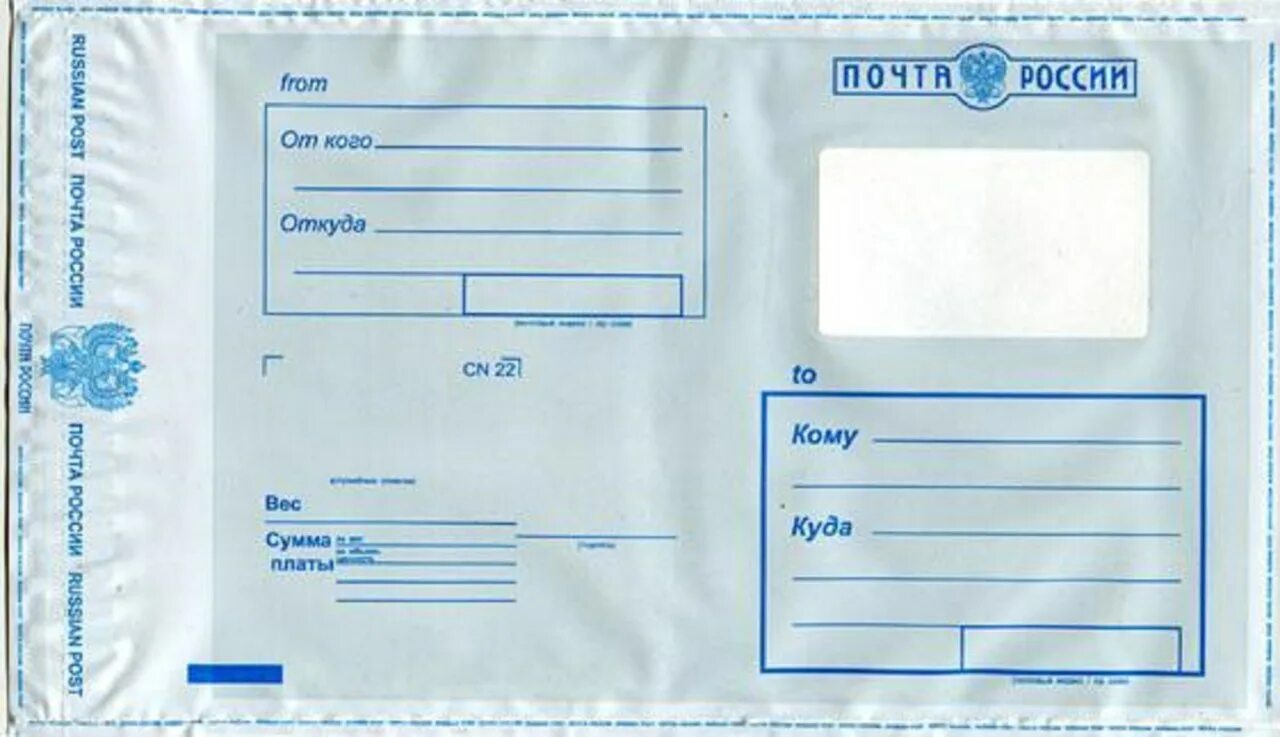 from
ПОЧТА РОССИИ
От кого
Откуда
CN 22
to
Кому
Куда
Вес
Сумма
платы
RUSSIAN POST ПОЧТА РОССИИ
ПОЧТА РОССИИ
ПОЧТА РОССИИ RUSSIAN POST